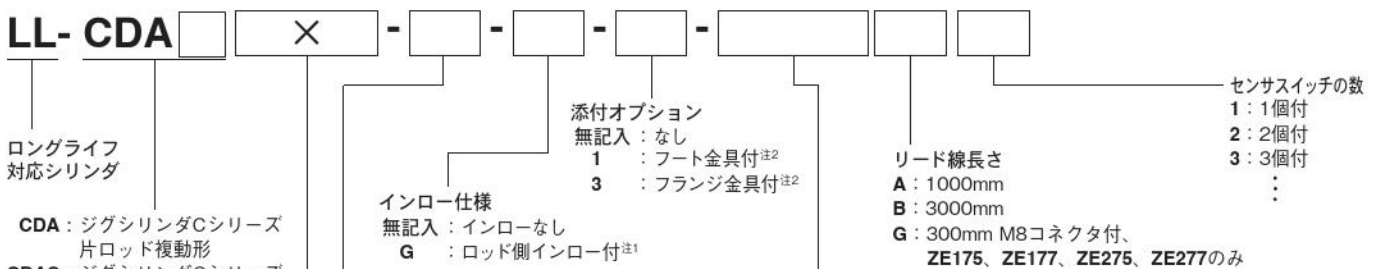 LL- CDA □ □×□ - □ - □ - □ - □ □ □
ロングライフ
対応シリンダ
CDA：ジグシリンダCシリーズ
片ロッド複動形
インロー仕様
無記入：インローなし
G：ロッド側インロー付注1
添付オプション
無記入：なし
1：フート金具付注2
3：フランジ金具付注2
リード線長さ
A：1000mm
B：3000mm
G：300mm M8コネクタ付、
ZE175、ZE177、ZE275、ZE277のみ
センサスイッチの数
1：1個付
2：2個付
3：3個付
⋮